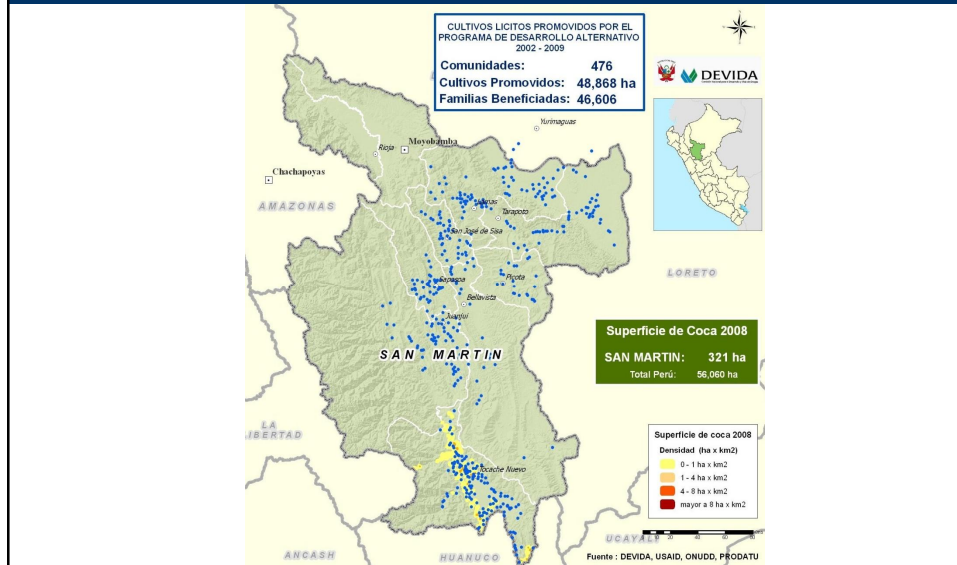 CULTIVOS LICITOS PROMOVIDOS POR EL
PROGRAMA DE DESARROLLO ALTERNATIVO
2002 - 2009
Comunidades: 476
Cultivos Promovidos: 48,868 ha
Familias Beneficiadas: 46,606
DEVIDA
Yurimaguas
Moyobamba
Rioja
Chachapoyas
AMAZONAS
Lamas
Tarapoto
San José de Sisa
LORETO
Picota
Saposoa
Bellavista
Juanjui
Superficie de Coca 2008
SAN MARTIN: 321 ha
Total Perú: 56,060 ha
SAN MARTIN
LA
LIBERTAD
Superficie de coca 2008
Densidad (ha x km2)
0 - 1 ha x km2
1 - 4 ha x km2
4 - 8 ha x km2
mayor a 8 ha x km2
Tocache Nuevo
UCAYALI
ANCASH
HUANUCO
Fuente : DEVIDA, USAID, ONUDD, PRODATU